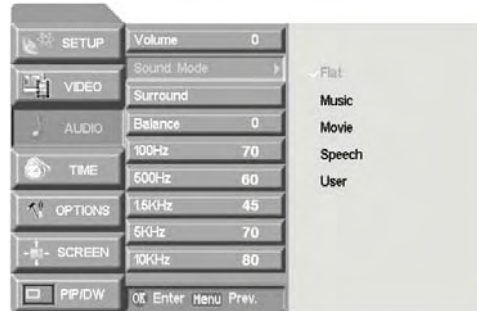 SETUP
VIDEO
AUDIO
TIME
OPTIONS
SCREEN
PIP/DW
Volume 0
Sound Mode
Surround
Balance 0
100Hz 70
500Hz 60
1.5KHz 45
5KHz 70
10KHz 80
OK Enter Menu Prev.
Flat
Music
Movie
Speech
User